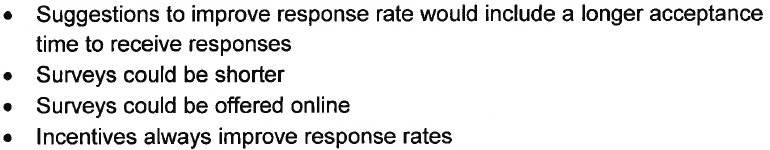 • Suggestions to improve response rate would include a longer acceptance
time to receive responses
• Surveys could be shorter
• Surveys could be offered online
• Incentives always improve response rates